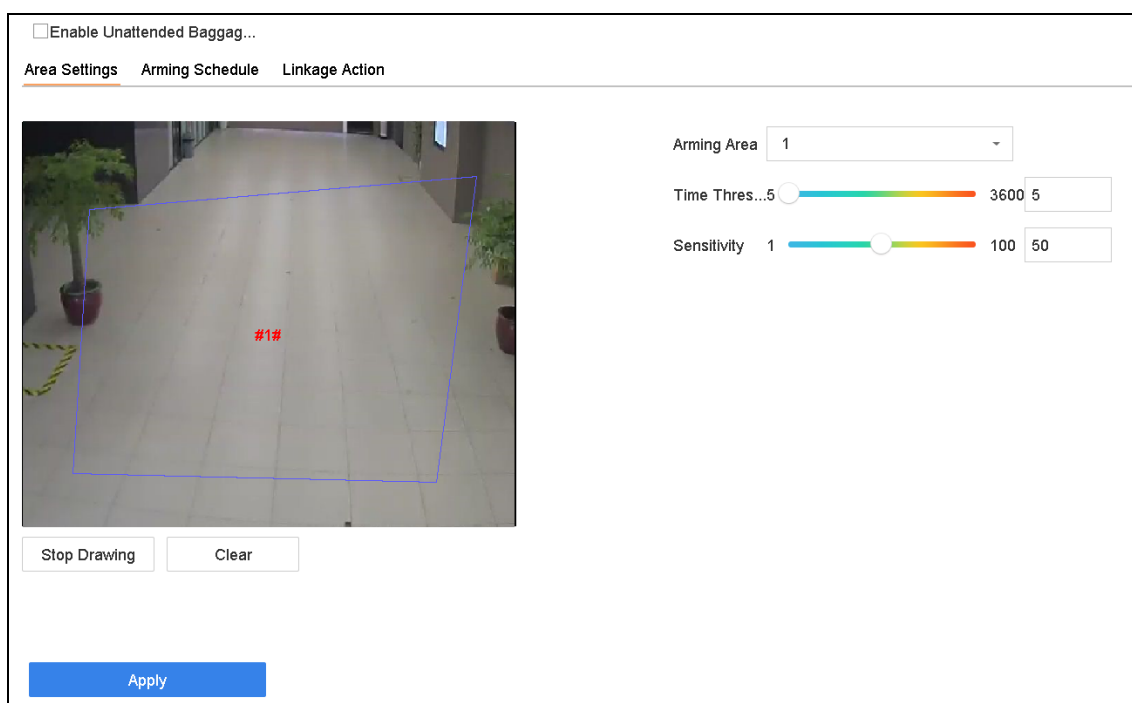 Enable Unattended Baggag...
Area Settings Arming Schedule Linkage Action
Arming Area 1
Time Thres...5 3600 5
Sensitivity 1 100 50
#1#
Stop Drawing Clear
Apply